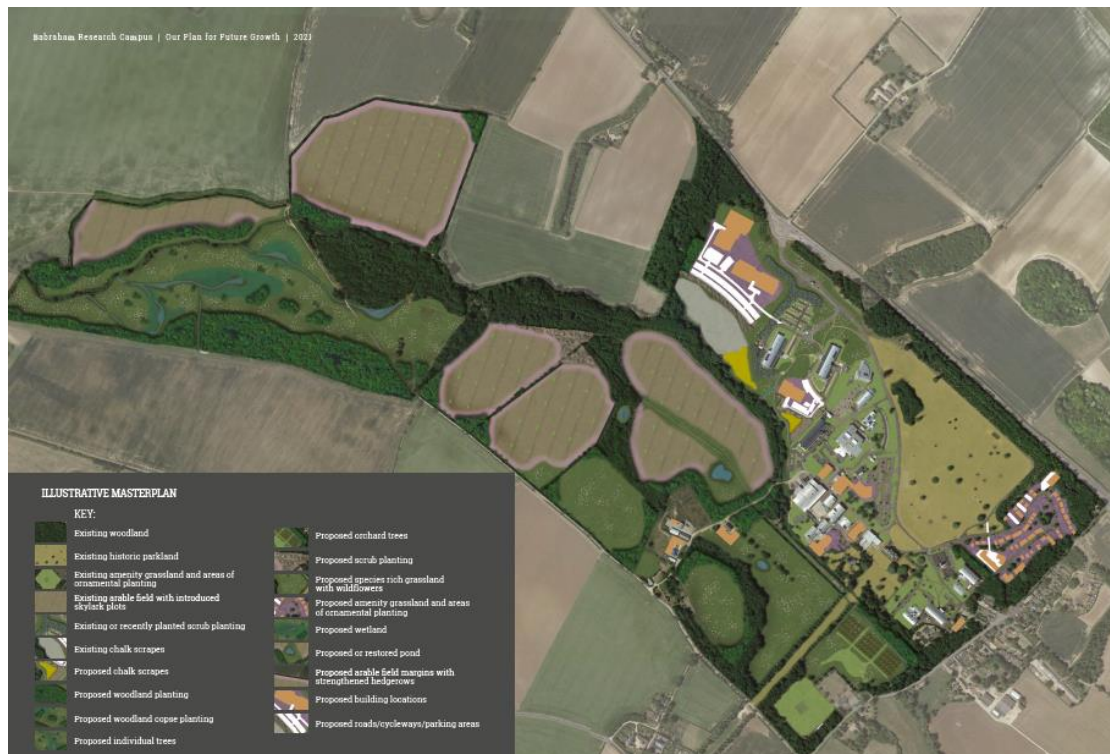 Babraham Research Campus | Our Plan for Future Growth | 2021
ILLUSTRATIVE MASTERPLAN
KEY:
Existing woodland
Existing historic parkland
Existing amenity grassland and areas of
ornamental planting
Existing arable field with introduced
skylark plots
Existing or recently planted scrub planting
Existing chalk scrapes
Proposed chalk scrapes
Proposed woodland planting
Proposed woodland copse planting
Proposed individual trees
Proposed orchard trees
Proposed scrub planting
Proposed species rich grassland
with wildflowers
Proposed amenity grassland and areas
of ornamental planting
Proposed wetland
Proposed or restored pond
Proposed arable field margins with
strengthened hedgerows
Proposed building locations
Proposed roads/cycleways/parking areas